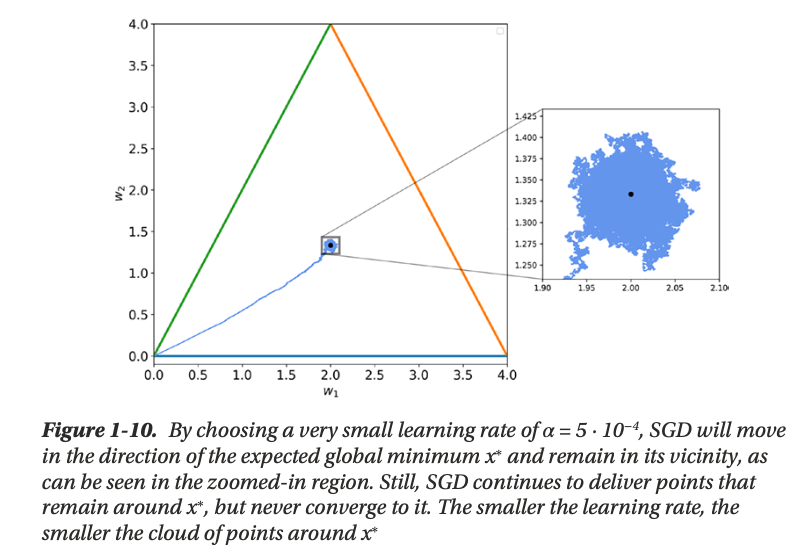 4.0
3.5
3.0
2.5
2.0
1.5
1.0
0.5
0.0
w₂
0.0 0.5 1.0 1.5 2.0 2.5 3.0 3.5 4.0
w₁
1.425
1.400
1.375
1.350
1.325
1.300
1.275
1.250
1.90 1.95 2.00 2.05 2.10
Figure 1-10. By choosing a very small learning rate of α = 5 · 10⁻⁴, SGD will move
in the direction of the expected global minimum x* and remain in its vicinity, as
can be seen in the zoomed-in region. Still, SGD continues to deliver points that
remain around x*, but never converge to it. The smaller the learning rate, the
smaller the cloud of points around x*